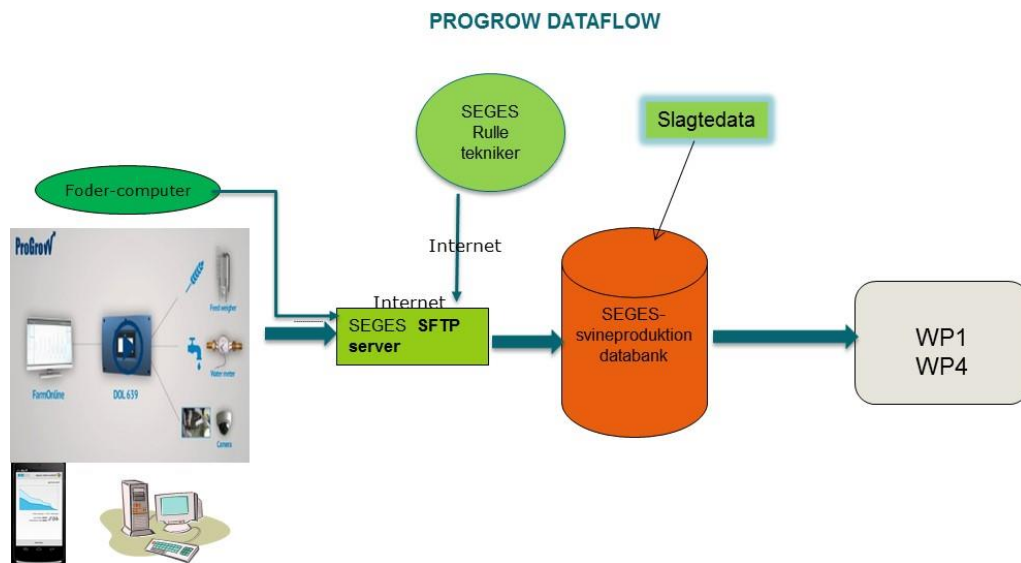 PROGROW DATAFLOW
SEGES
Rulle
tekniker
Slagtedata
Foder-computer
Internet
ProGrow
Feed weigher
FarmOnline
DOL 639
Water meter
Camera
Internet
SEGES SFTP
server
SEGES-
svineproduktion
databank
WP1
WP4